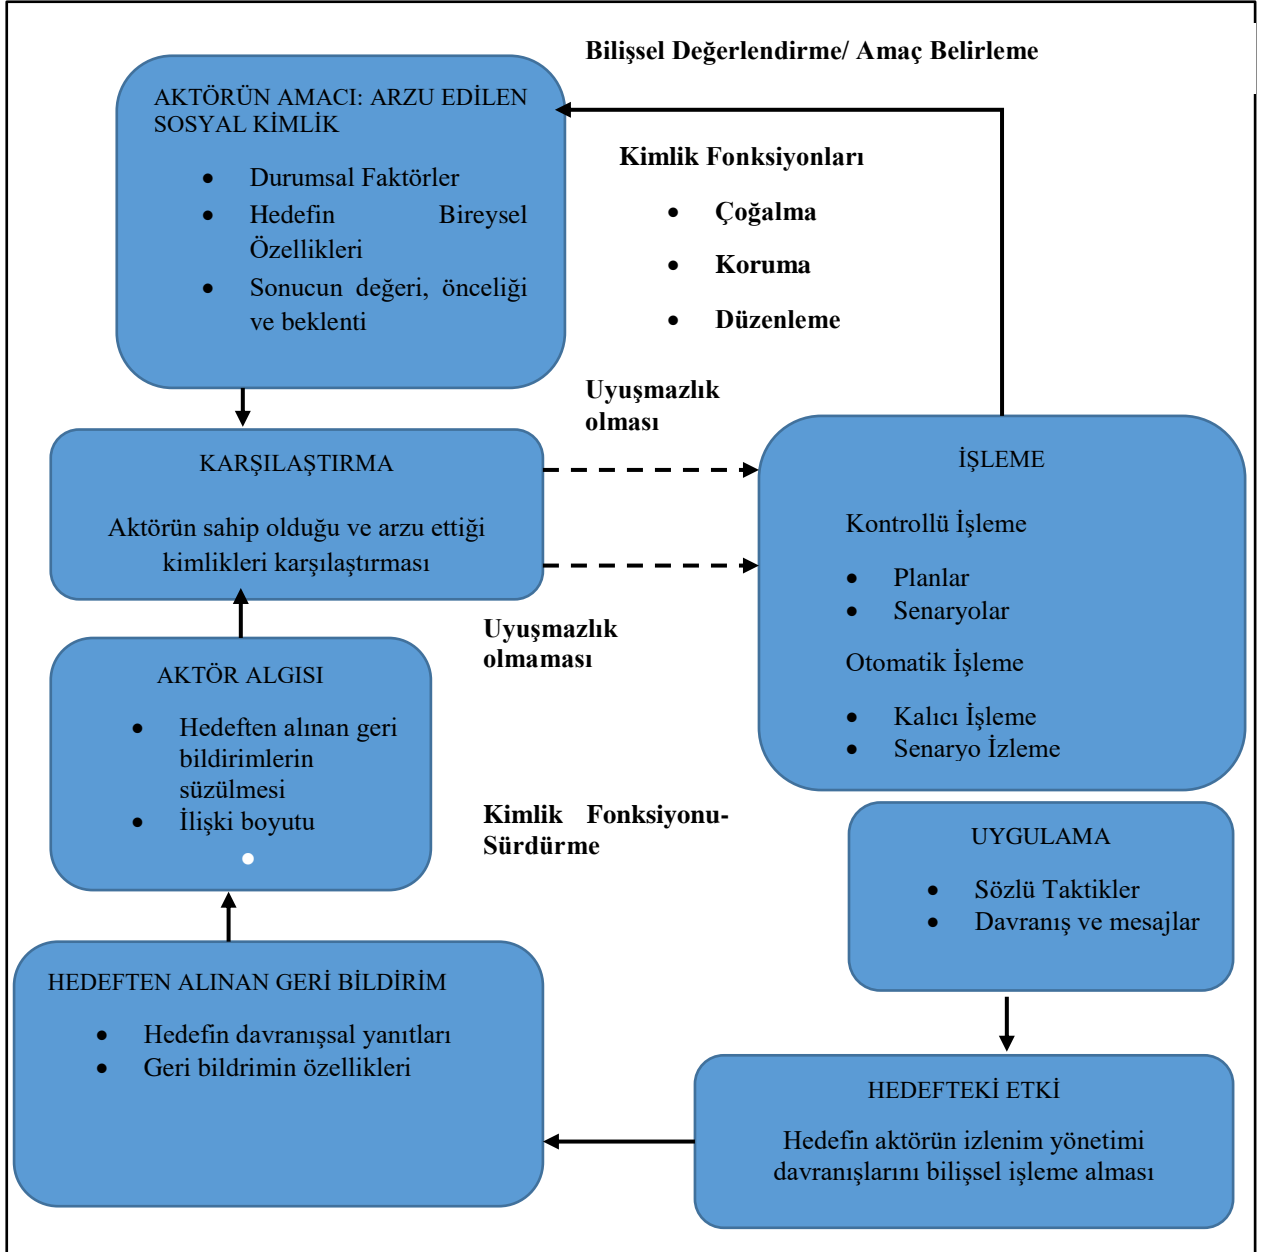 Bilişsel Değerlendirme/ Amaç Belirleme
AKTÖRÜN AMACI: ARZU EDİLEN
SOSYAL KİMLİK
• Durumsal Faktörler
• Hedefin Bireysel
Özellikleri
• Sonucun değeri, önceliği
ve beklenti
Kimlik Fonksiyonları
• Çoğalma
• Koruma
• Düzenleme
Uyuşmazlık
olması
KARŞILAŞTIRMA
Aktörün sahip olduğu ve arzu ettiği
kimlikleri karşılaştırması
İŞLEME
Kontrollü İşleme
• Planlar
• Senaryolar
Otomatik İşleme
• Kalıcı İşleme
• Senaryo İzleme
Uyuşmazlık
olmaması
AKTÖR ALGISI
• Hedeften alınan geri
bildirimlerin
süzülmesi
• İlişki boyutu
Kimlik Fonksiyonu-
Sürdürme
UYGULAMA
• Sözlü Taktikler
• Davranış ve mesajlar
HEDEFTEN ALINAN GERİ BİLDİRİM
• Hedefin davranışsal yanıtları
• Geri bildrimin özellikleri
HEDEFTEKİ ETKİ
Hedefin aktörün izlenim yönetimi
davranışlarını bilişsel işleme alması